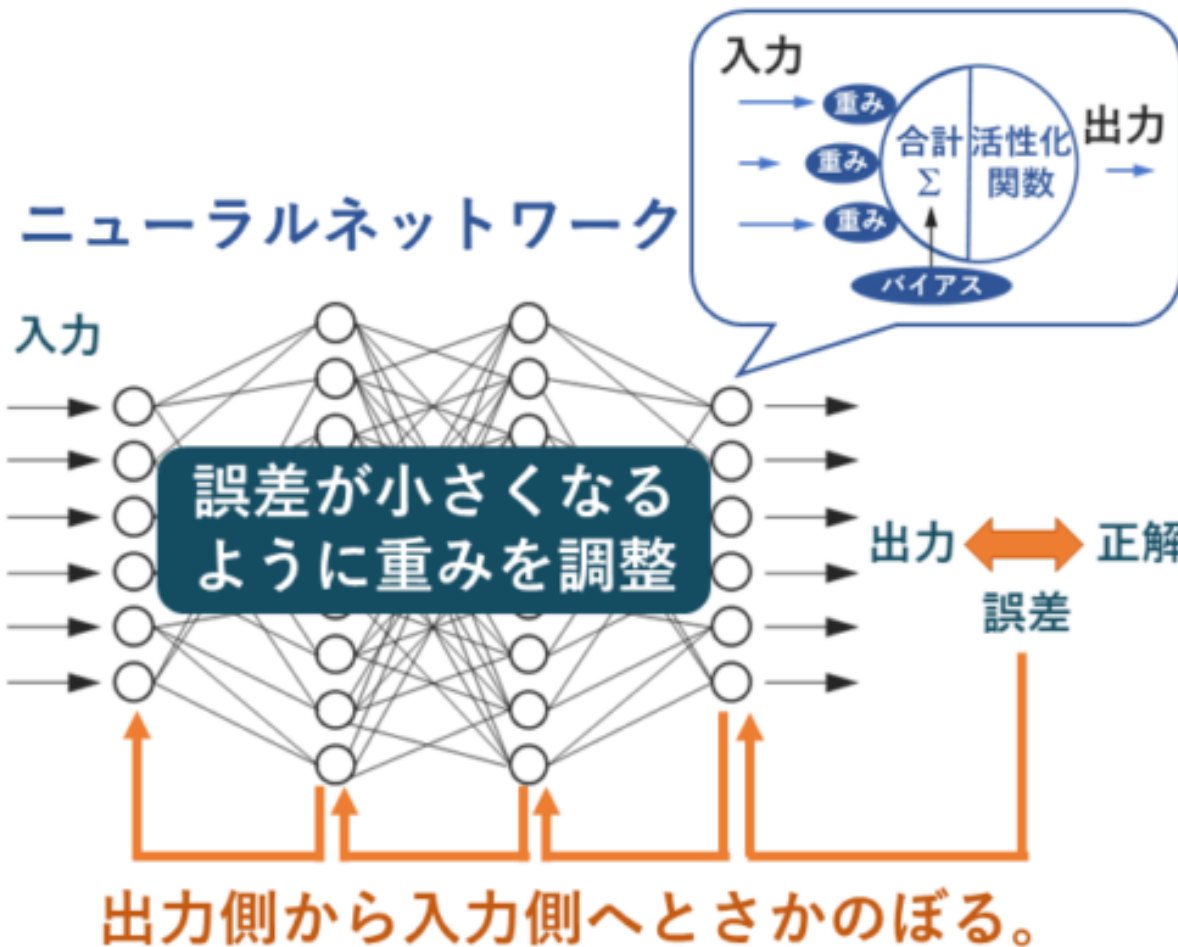 入力
重み
合計
Σ
活性化
関数
出力
重み
重み
バイアス
ニューラルネットワーク
入力
誤差が小さくなる
ように重みを調整
出力
正解
誤差
出力側から入力側へとさかのぼる。